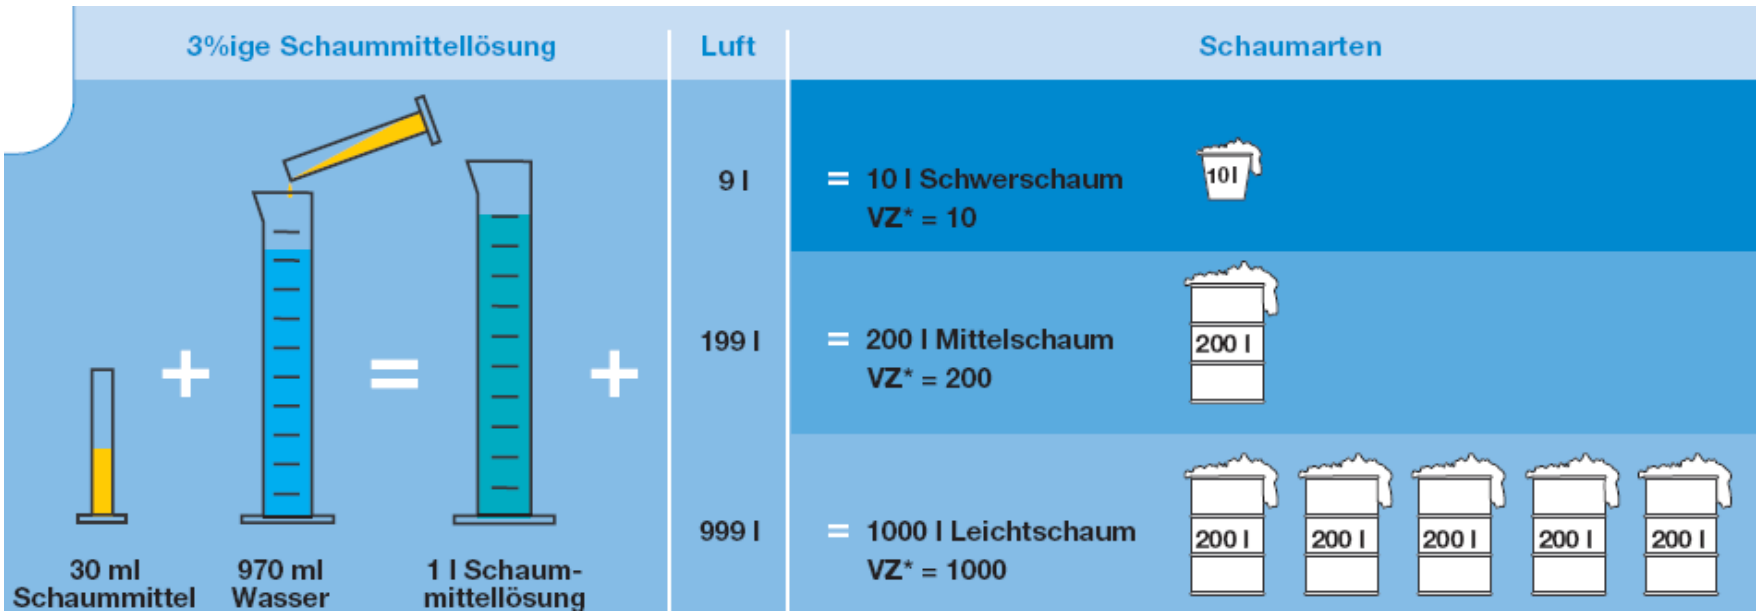 3%ige Schaummittellösung
Luft
Schaumarten
9 l
= 10 l Schwerschaum
VZ* = 10
10 l
199 l
= 200 l Mittelschaum
VZ* = 200
200 l
+
=
+
999 l
= 1000 l Leichtschaum
VZ* = 1000
200 l
200 l
200 l
200 l
200 l
30 ml
Schaummittel
970 ml
Wasser
1 l Schaum-
mittellösung